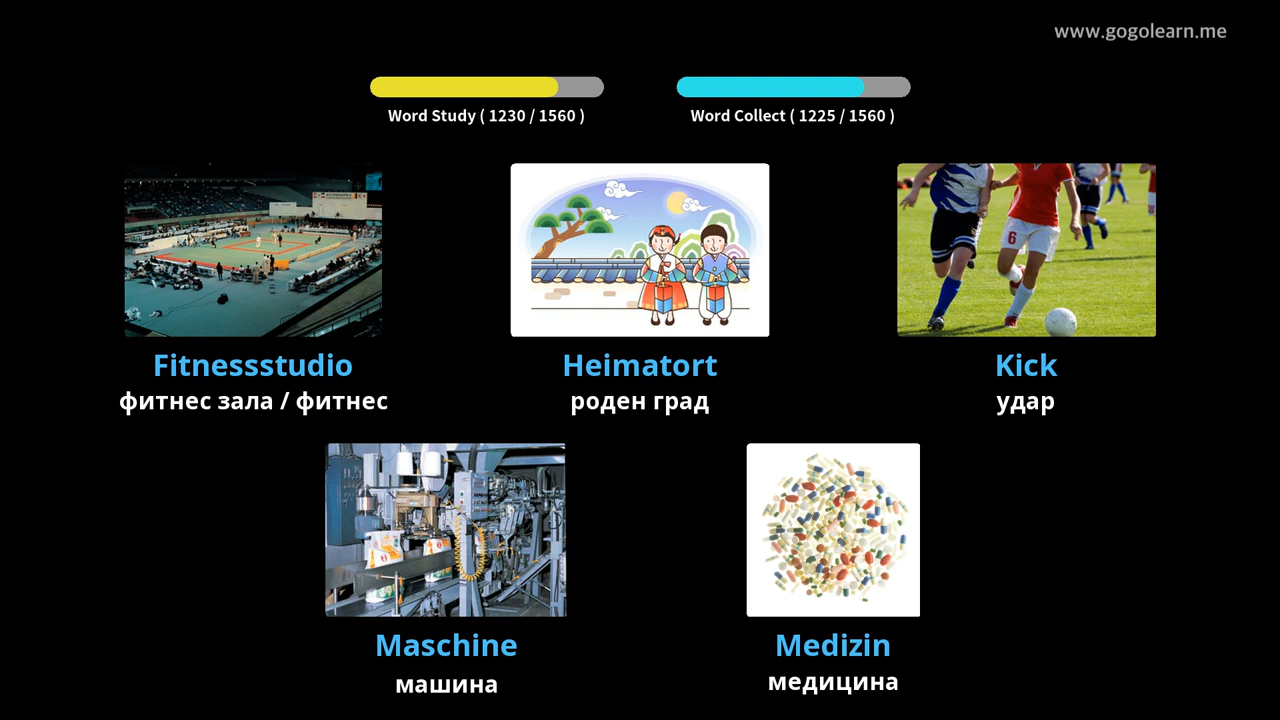 www.gogolearn.me
Word Study ( 1230 / 1560 )
Word Collect ( 1225 / 1560 )
Fitnessstudio
фитнес зала / фитнес
Heimatort
роден град
Kick
удар
6
Maschine
машина
Medizin
медицина